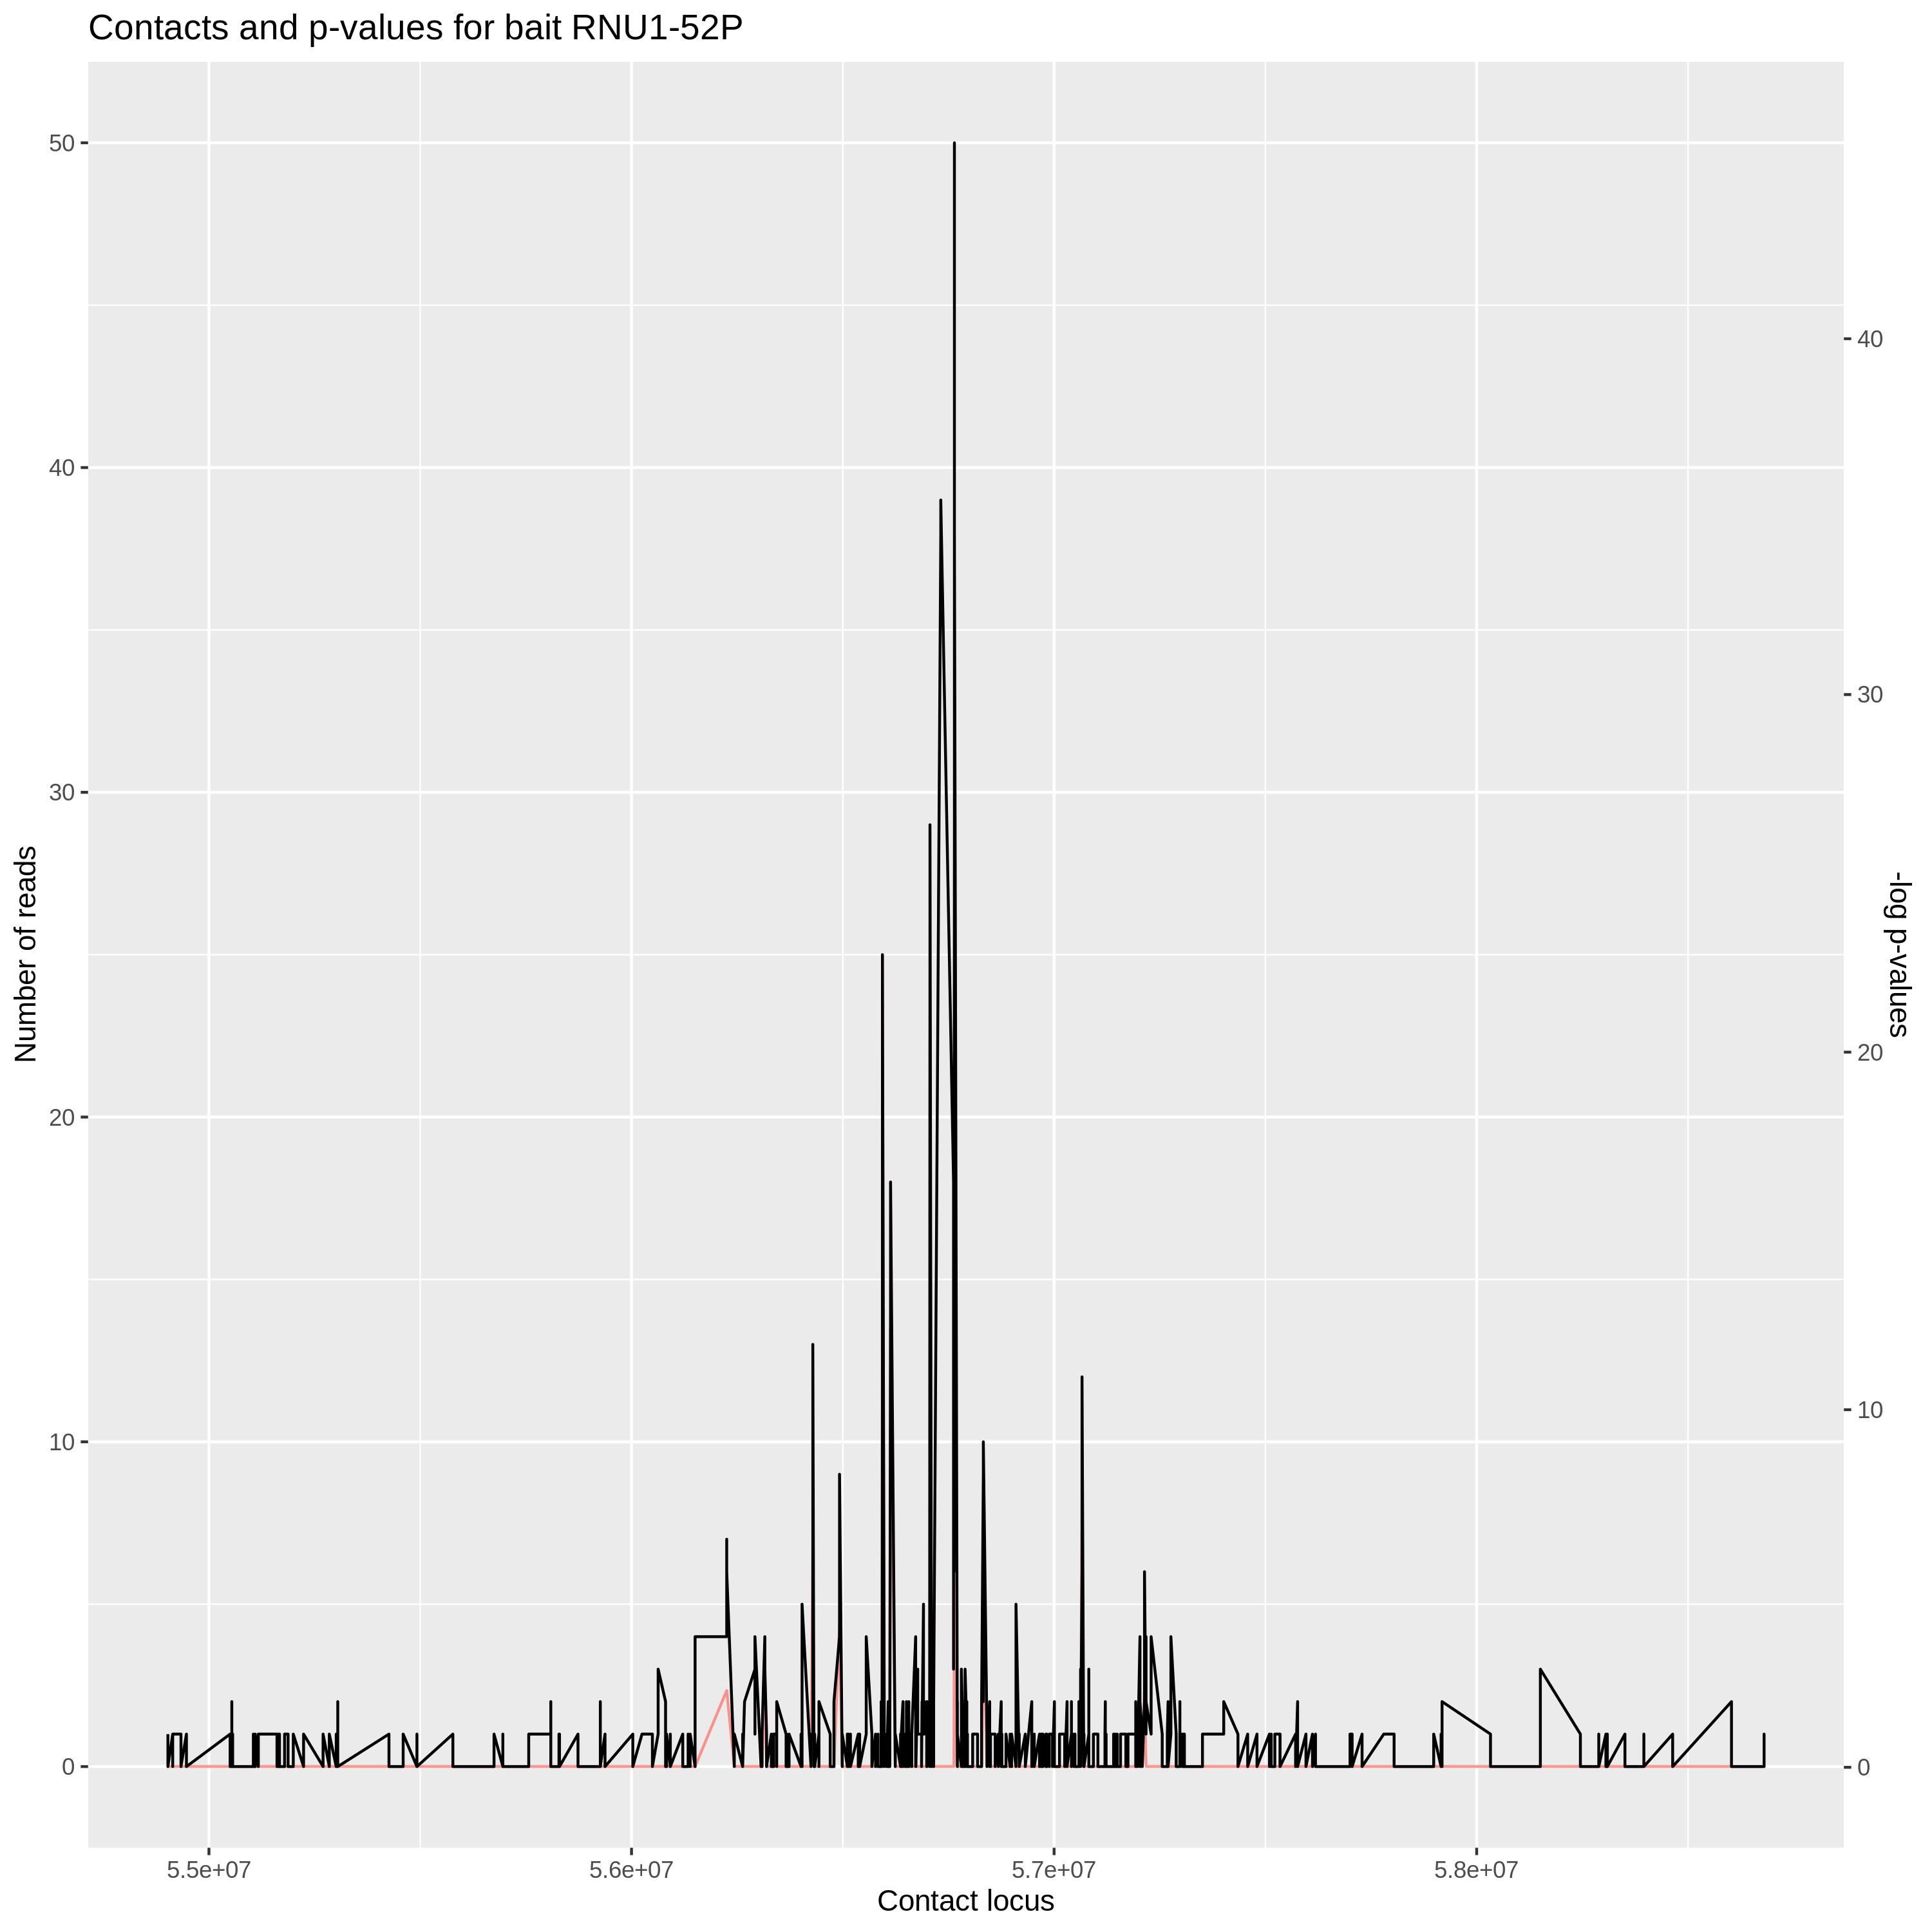 Contacts and p-values for bait RNU1-52P
50
40
30
20
10
0
Number of reads
40
30
20
10
0
-log p-values
5.5e+07
5.6e+07
5.7e+07
5.8e+07
Contact locus